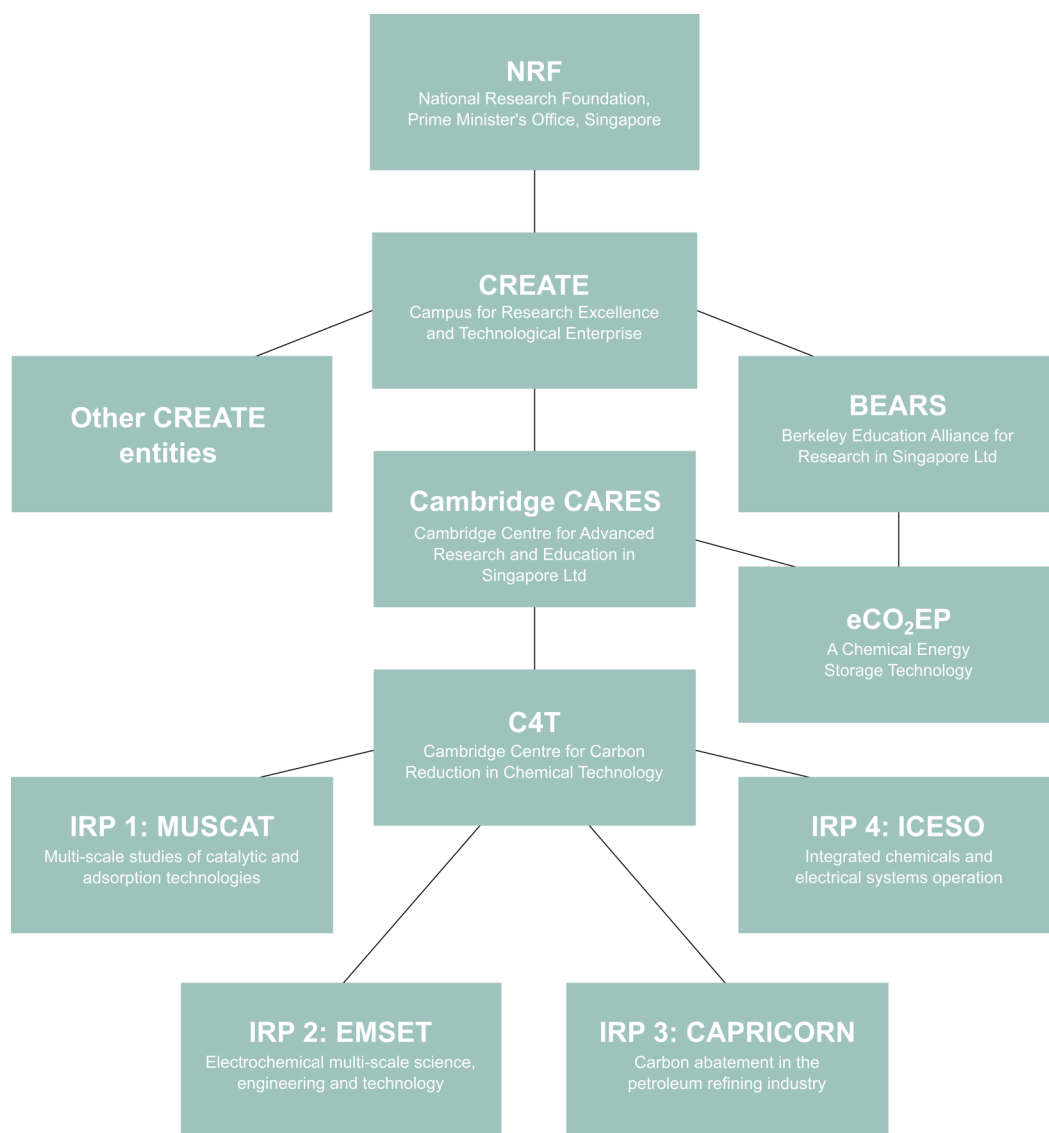 NRF
National Research Foundation,
Prime Minister's Office, Singapore
CREATE
Campus for Research Excellence
and Technological Enterprise
Other CREATE
entities
BEARS
Berkeley Education Alliance for
Research in Singapore Ltd
Cambridge CARES
Cambridge Centre for Advanced
Research and Education in
Singapore Ltd
eCO₂EP
A Chemical Energy
Storage Technology
C4T
Cambridge Centre for Carbon
Reduction in Chemical Technology
IRP 1: MUSCAT
Multi-scale studies of catalytic and
adsorption technologies
IRP 4: ICESO
Integrated chemicals and
electrical systems operation
IRP 2: EMSET
Electrochemical multi-scale science,
engineering and technology
IRP 3: CAPRICORN
Carbon abatement in the
petroleum refining industry